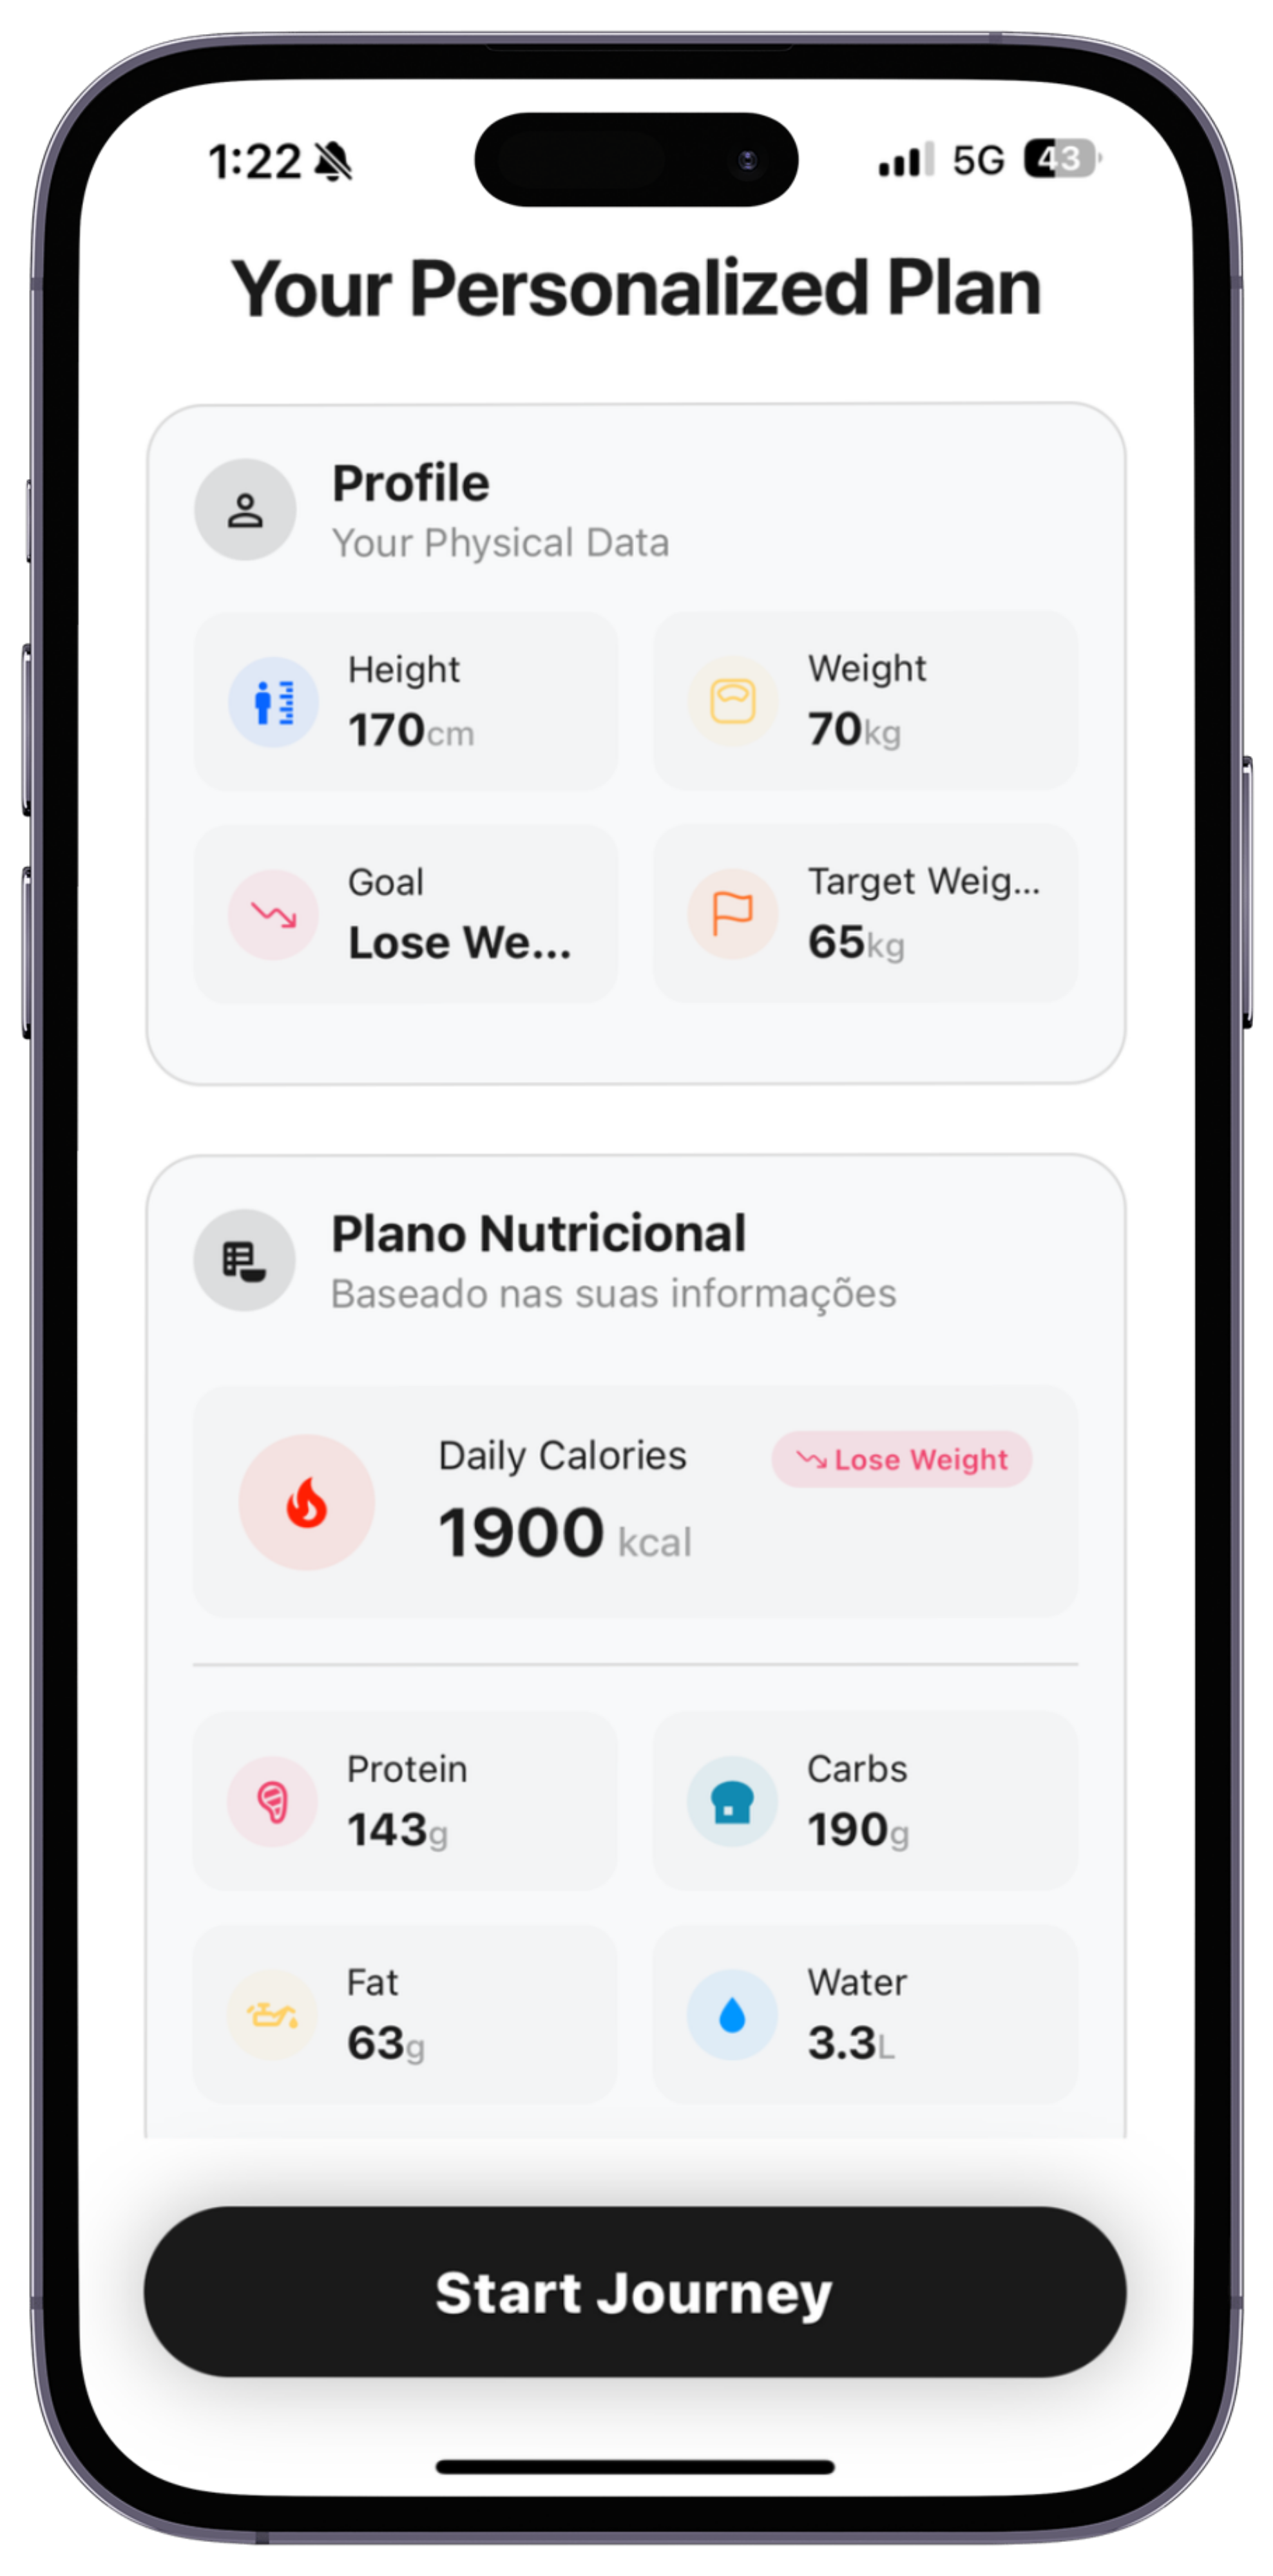 1:22
5G 43
Your Personalized Plan
Profile
Your Physical Data
Height
170cm
Weight
70kg
Goal
Lose We...
Target Weig...
65kg
Plano Nutricional
Baseado nas suas informações
Daily Calories
Lose Weight
1900 kcal
Protein
143g
Carbs
190g
Fat
63g
Water
3.3L
Start Journey